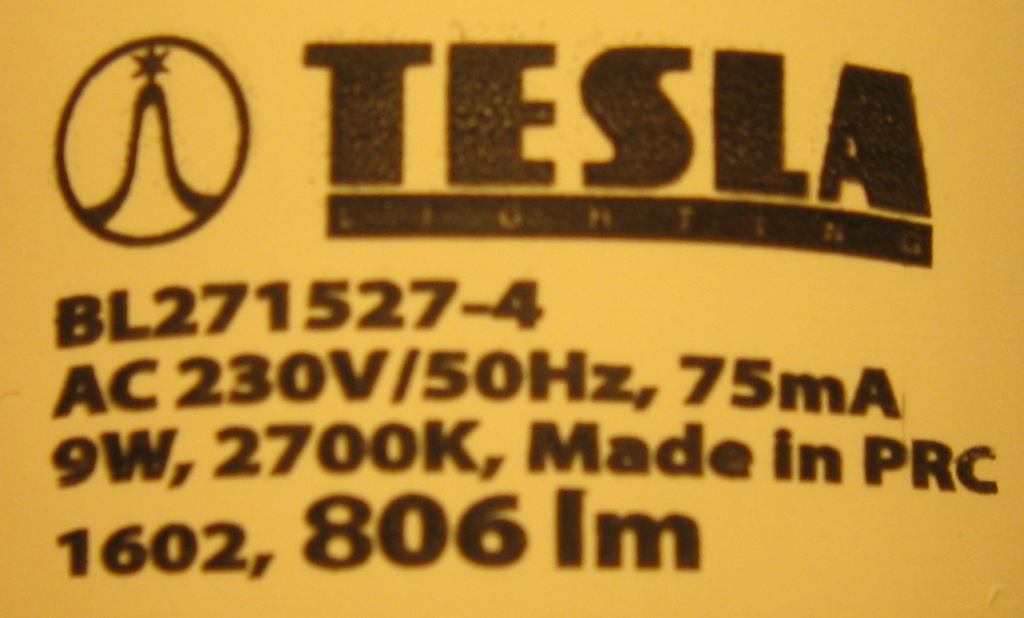 TESLA
LIGHTING
BL271527-4
AC 230V/50Hz, 75mA
9W, 2700K, Made in PRC
1602, 806 lm